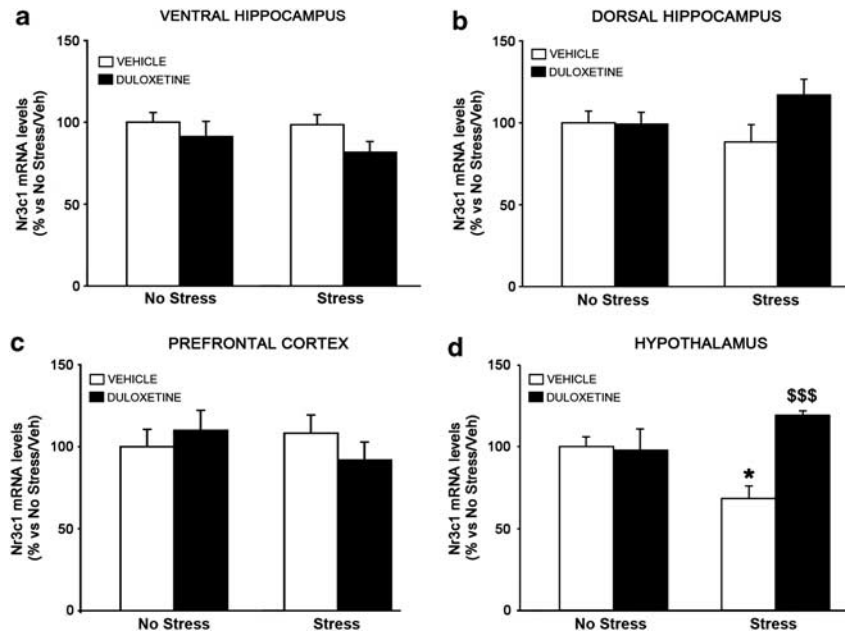 a VENTRAL HIPPOCAMPUS
150
100
50
0
VEHICLE
DULOXETINE
Nr3c1 mRNA levels
(% vs No Stress/Veh)
No Stress Stress
b DORSAL HIPPOCAMPUS
150
100
50
0
VEHICLE
DULOXETINE
Nr3c1 mRNA levels
(% vs No Stress/Veh)
No Stress Stress
c PREFRONTAL CORTEX
150
100
50
0
VEHICLE
DULOXETINE
Nr3c1 mRNA levels
(% vs No Stress/Veh)
No Stress Stress
d HYPOTHALAMUS
150
100
50
0
VEHICLE
DULOXETINE
Nr3c1 mRNA levels
(% vs No Stress/Veh)
$$$
*
No Stress Stress